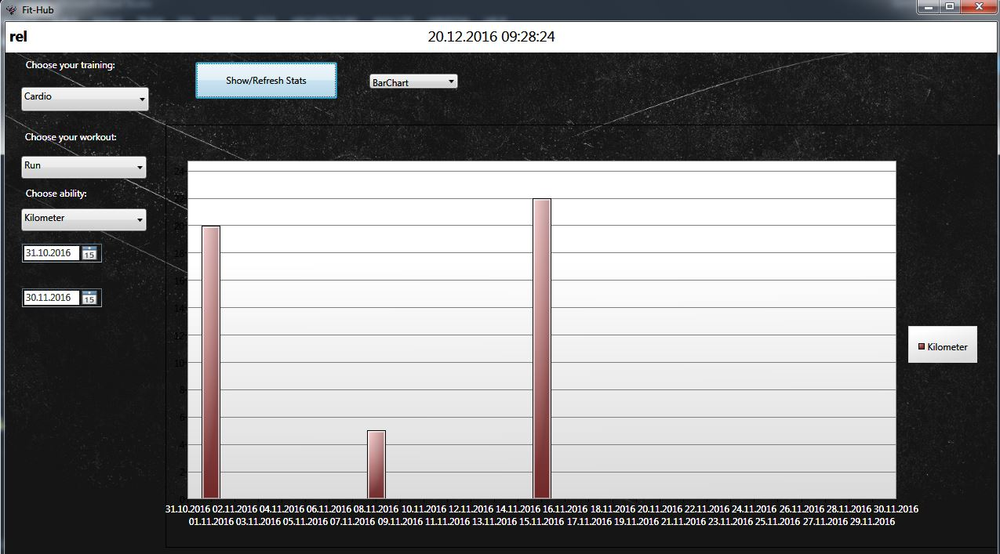 Fit-Hub
rel
20.12.2016 09:28:24
Choose your training:
Cardio
Show/Refresh Stats
BarChart
Choose your workout:
Run
Choose ability:
Kilometer
31.10.2016
15
30.11.2016
15
24
22
20
18
16
14
12
10
8
6
4
2
0
Kilometer
31.10.2016 02.11.2016 04.11.2016 06.11.2016 08.11.2016 10.11.2016 12.11.2016 14.11.2016 16.11.2016 18.11.2016 20.11.2016 22.11.2016 24.11.2016 26.11.2016 28.11.2016 30.11.2016
01.11.2016 03.11.2016 05.11.2016 07.11.2016 09.11.2016 11.11.2016 13.11.2016 15.11.2016 17.11.2016 19.11.2016 21.11.2016 23.11.2016 25.11.2016 27.11.2016 29.11.2016